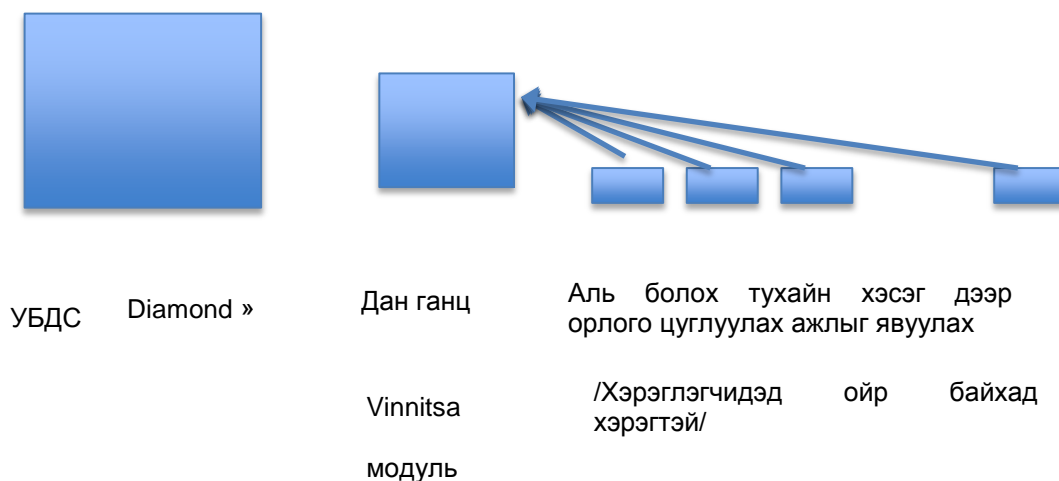 УБДС
Diamond »
Дан ганц
Vinnitsa
модуль
Аль болох тухайн хэсэг дээр
орлого цуглуулах ажлыг явуулах
/Хэрэглэгчидэд ойр байхад
хэрэгтэй/